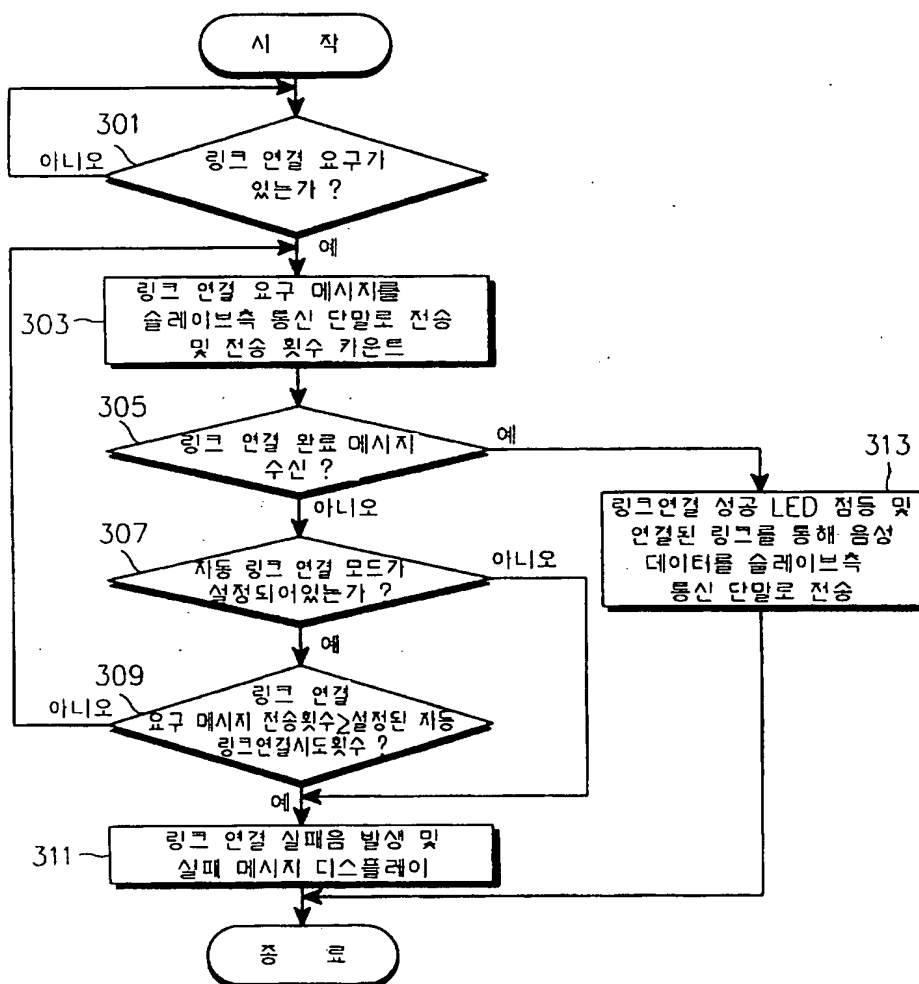 시 작
301
아니오
링크 연결 요구가
있는가 ?
예
303
링크 연결 요구 메시지를
슬레이브측 통신 단말로 전송
및 전송 횟수 카운트
305
링크 연결 완료 메시지
수신 ?
예
아니오
313
링크연결 성공 LED 점등 및
연결된 링크를 통해 음성
데이터를 슬레이브측
통신 단말로 전송
307
자동 링크 연결 모드가
설정되어있는가 ?
아니오
예
309
아니오
링크 연결
요구 메시지 전송횟수≥설정된 자동
링크연결시도횟수 ?
예
311
링크 연결 실패음 발생 및
실패 메시지 디스플레이
종 료